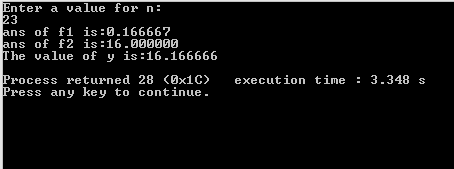 Enter a value for n:
23
ans of f1 is:0.166667
ans of f2 is:16.000000
The value of y is:16.166666
Process returned 28 (0x1C)   execution time : 3.348 s
Press any key to continue.